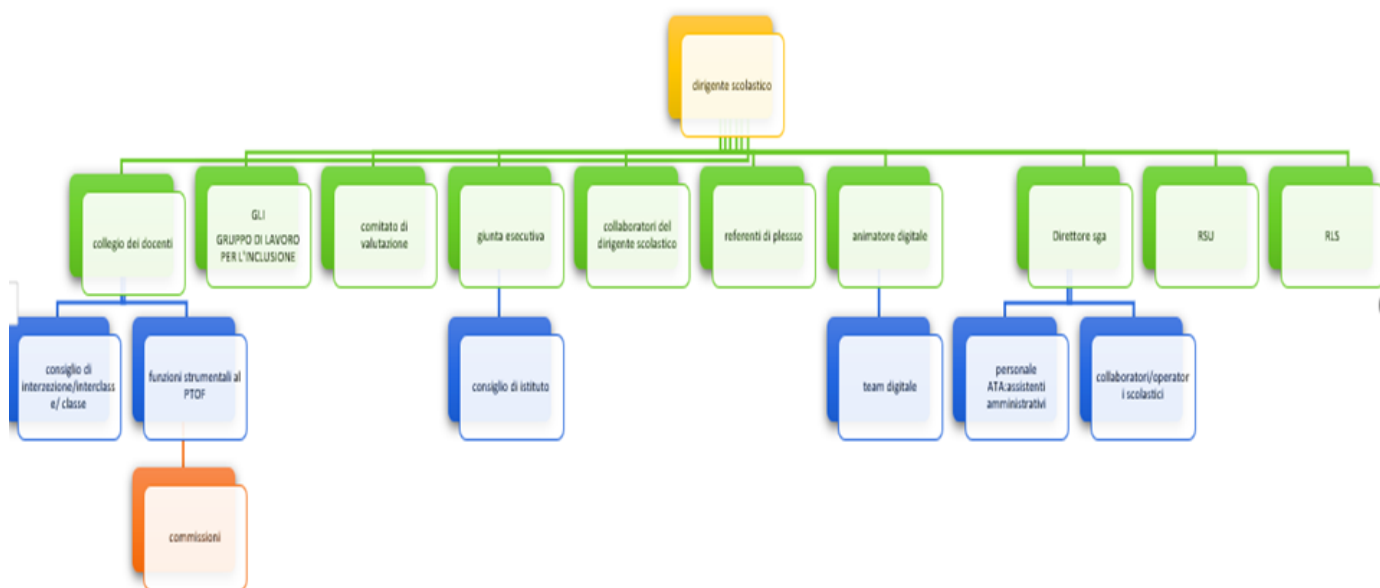 dirigente scolastico
collegio dei docenti
GLI
GRUPPO DI LAVORO
PER L'INCLUSIONE
comitato di
valutazione
giunta esecutiva
collaboratori del
dirigente scolastico
referenti di plessso
animatore digitale
Direttore sga
RSU
RLS
consiglio di
interzezione/interclass
e/ classe
funzioni strumentali al
PTOF
consiglio di istituto
team digitale
personale
ATA:assistenti
amministrativi
collaboratori/operator
i scolastici
commissioni